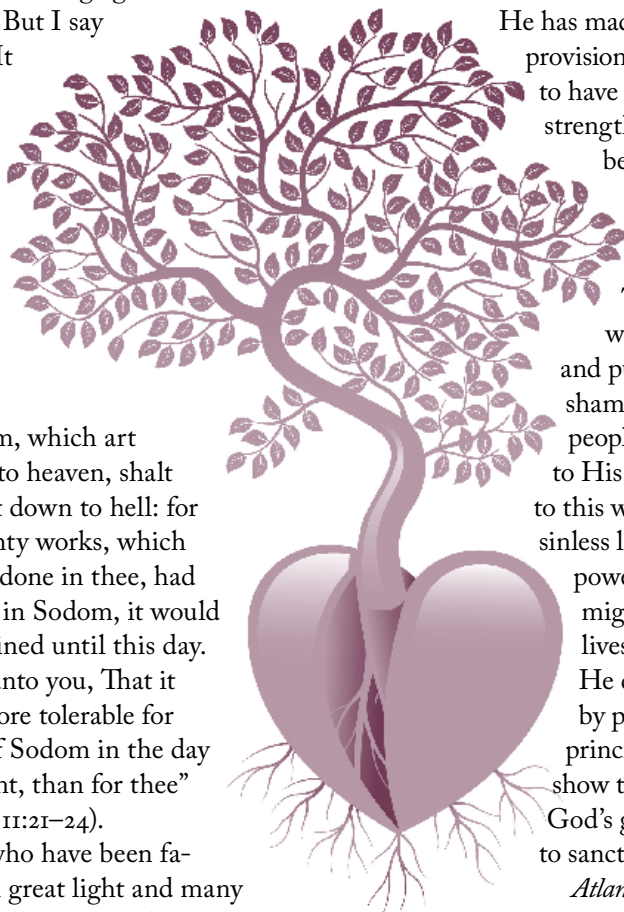 But I say
It
m, which art
to heaven, shalt
t down to hell: for
hty works, which
done in thee, had
in Sodom, it would
ined until this day.
unto you, That it
ore tolerable for
f Sodom in the day
nt, than for thee”
11:21–24).
who have been fa-
great light and many
He has mad
provision
to have
strength
be
w
and pu
sham
peopl
to His
to this w
sinless l
powe
mig
lives
He
by p
princ
show t
God’s g
to sanct
Atlan